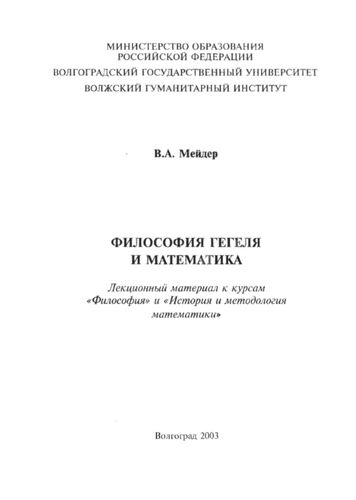 МИНИСТЕРСТВО ОБРАЗОВАНИЯ
РОССИЙСКОЙ ФЕДЕРАЦИИ
ВОЛГОГРАДСКИЙ ГОСУДАРСТВЕННЫЙ УНИВЕРСИТЕТ
ВОЛЖСКИЙ ГУМАНИТАРНЫЙ ИНСТИТУТ
В.А. Мейдер
ФИЛОСОФИЯ ГЕГЕЛЯ
И МАТЕМАТИКА
Лекционный материал к курсам
«Философия» и «История и методология
математики»
Волгоград 2003